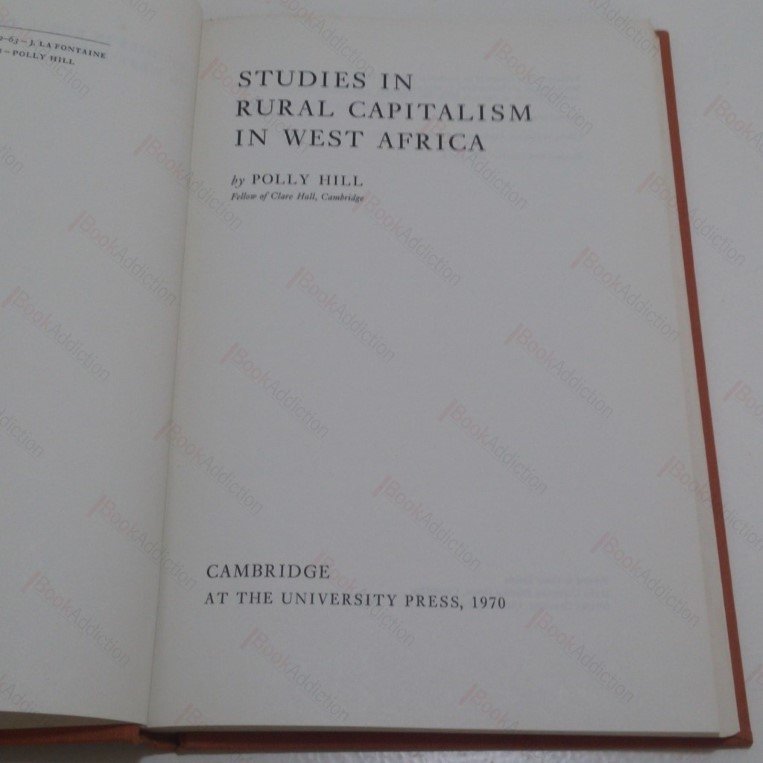 J. LA FONTAINE
POLLY HILL
STUDIES IN
RURAL CAPITALISM
IN WEST AFRICA
by POLLY HILL
Fellow of Clare Hall, Cambridge
CAMBRIDGE
AT THE UNIVERSITY PRESS, 1970
BookAddiction